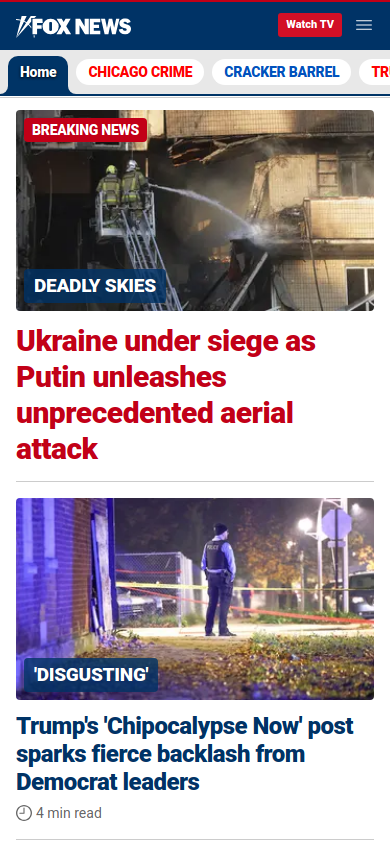 FOX NEWS
Watch TV
Home
CHICAGO CRIME
CRACKER BARREL
TR
BREAKING NEWS
DEADLY SKIES
Ukraine under siege as
Putin unleashes
unprecedented aerial
attack
POLICE
'DISGUSTING'
Trump's 'Chipocalypse Now' post
sparks fierce backlash from
Democrat leaders
4 min read